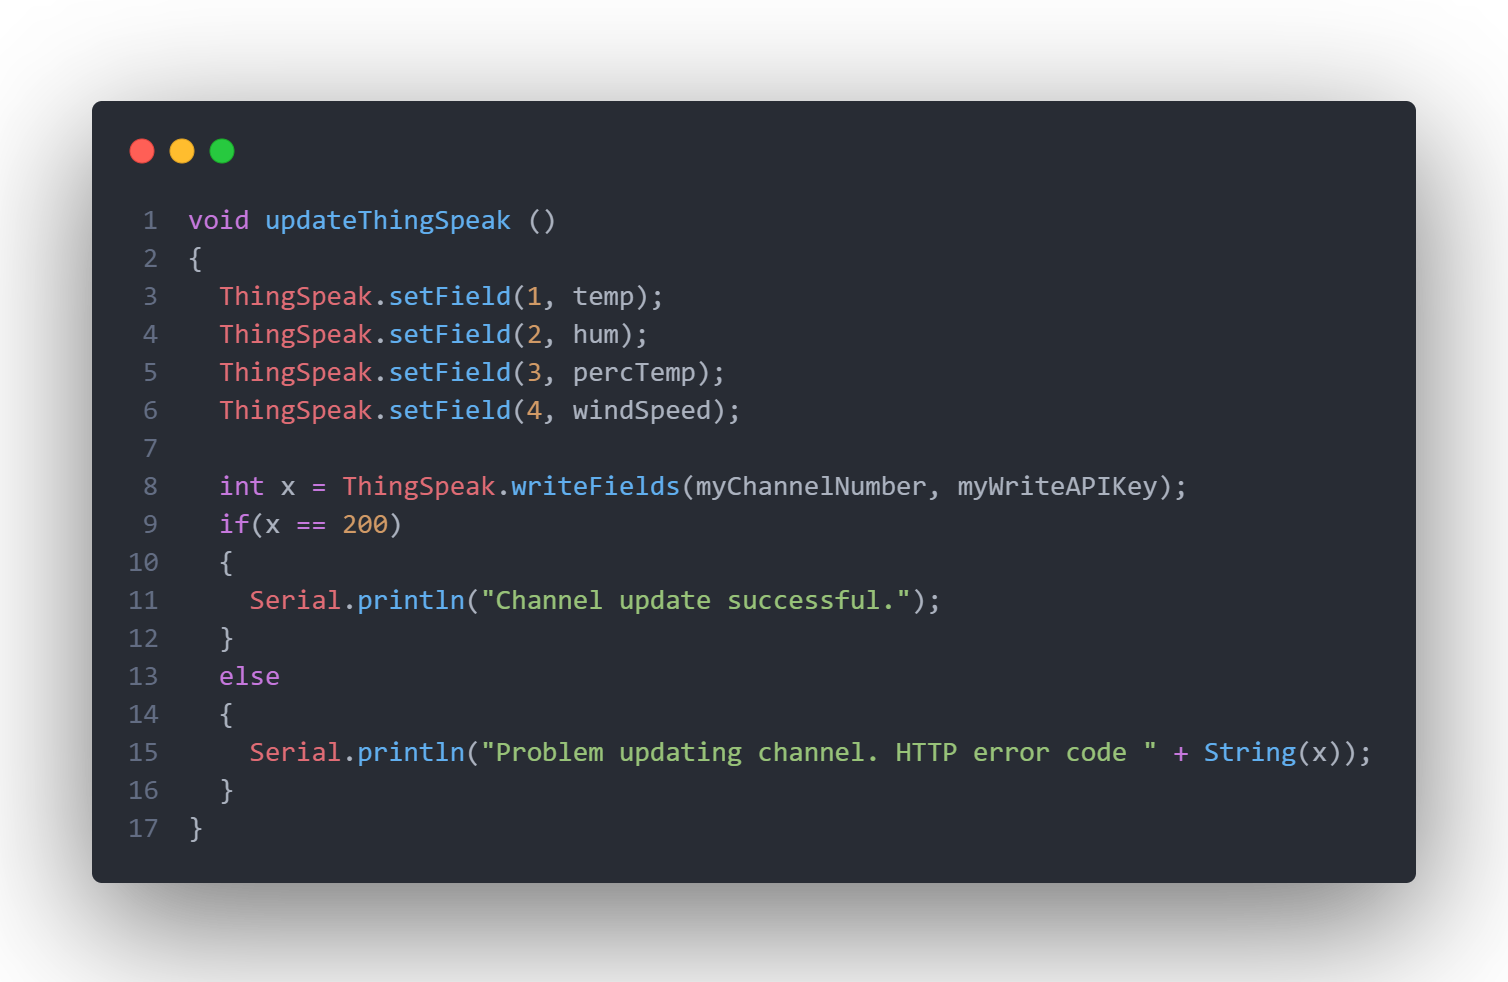 1 void updateThingSpeak ()
2 {
3   ThingSpeak.setField(1, temp);
4   ThingSpeak.setField(2, hum);
5   ThingSpeak.setField(3, percTemp);
6   ThingSpeak.setField(4, windSpeed);
7
8   int x = ThingSpeak.writeFields(myChannelNumber, myWriteAPIKey);
9   if(x == 200)
10   {
11     Serial.println("Channel update successful.");
12   }
13   else
14   {
15     Serial.println("Problem updating channel. HTTP error code " + String(x));
16   }
17 }